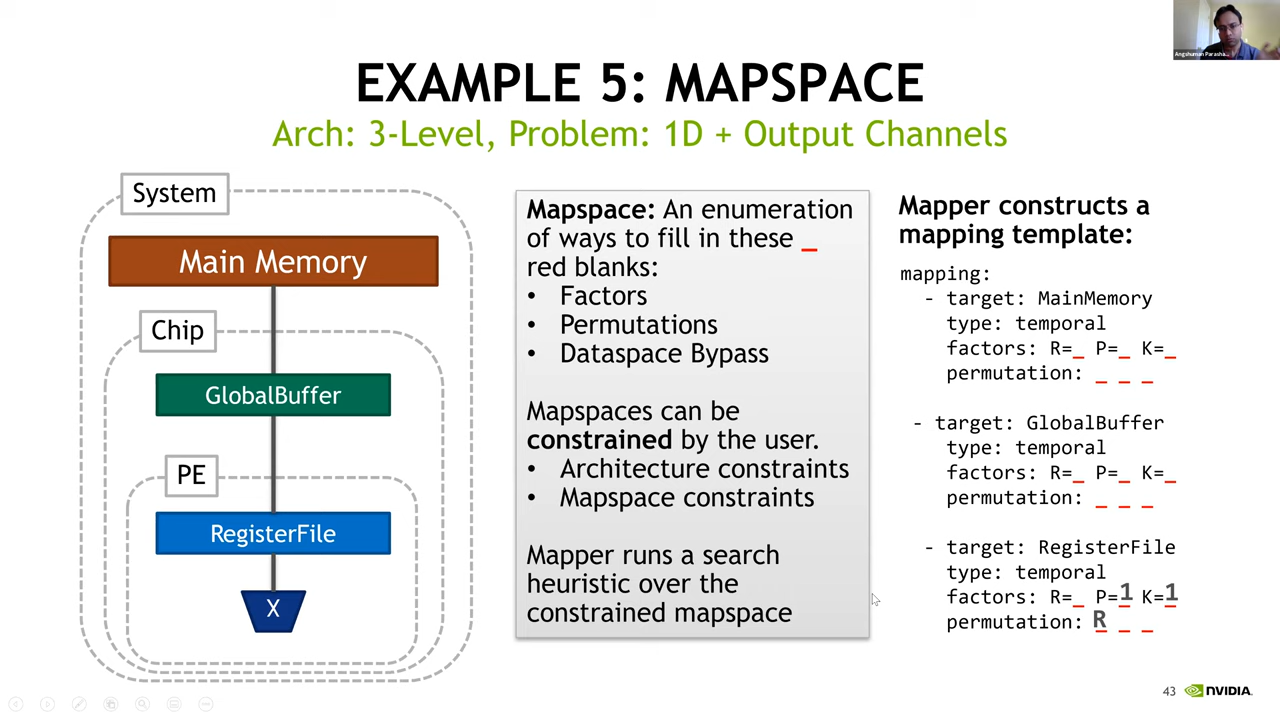 Angshuman Parasha...
EXAMPLE 5: MAPSPACE
Arch: 3-Level, Problem: 1D + Output Channels
System
Main Memory
Chip
GlobalBuffer
PE
RegisterFile
X
Mapspace: An enumeration
of ways to fill in these _
red blanks:
• Factors
• Permutations
• Dataspace Bypass
Mapspaces can be
constrained by the user.
• Architecture constraints
• Mapspace constraints
Mapper runs a search
heuristic over the
constrained mapspace
Mapper constructs a
mapping template:
mapping:
- target: MainMemory
type: temporal
factors: R=_ P=_ K=_
permutation: _ _ _
- target: GlobalBuffer
type: temporal
factors: R=_ P=_ K=_
permutation: _ _ _
- target: RegisterFile
type: temporal
factors: R=_ P=1 K=1
permutation: R _ _
43 NVIDIA.